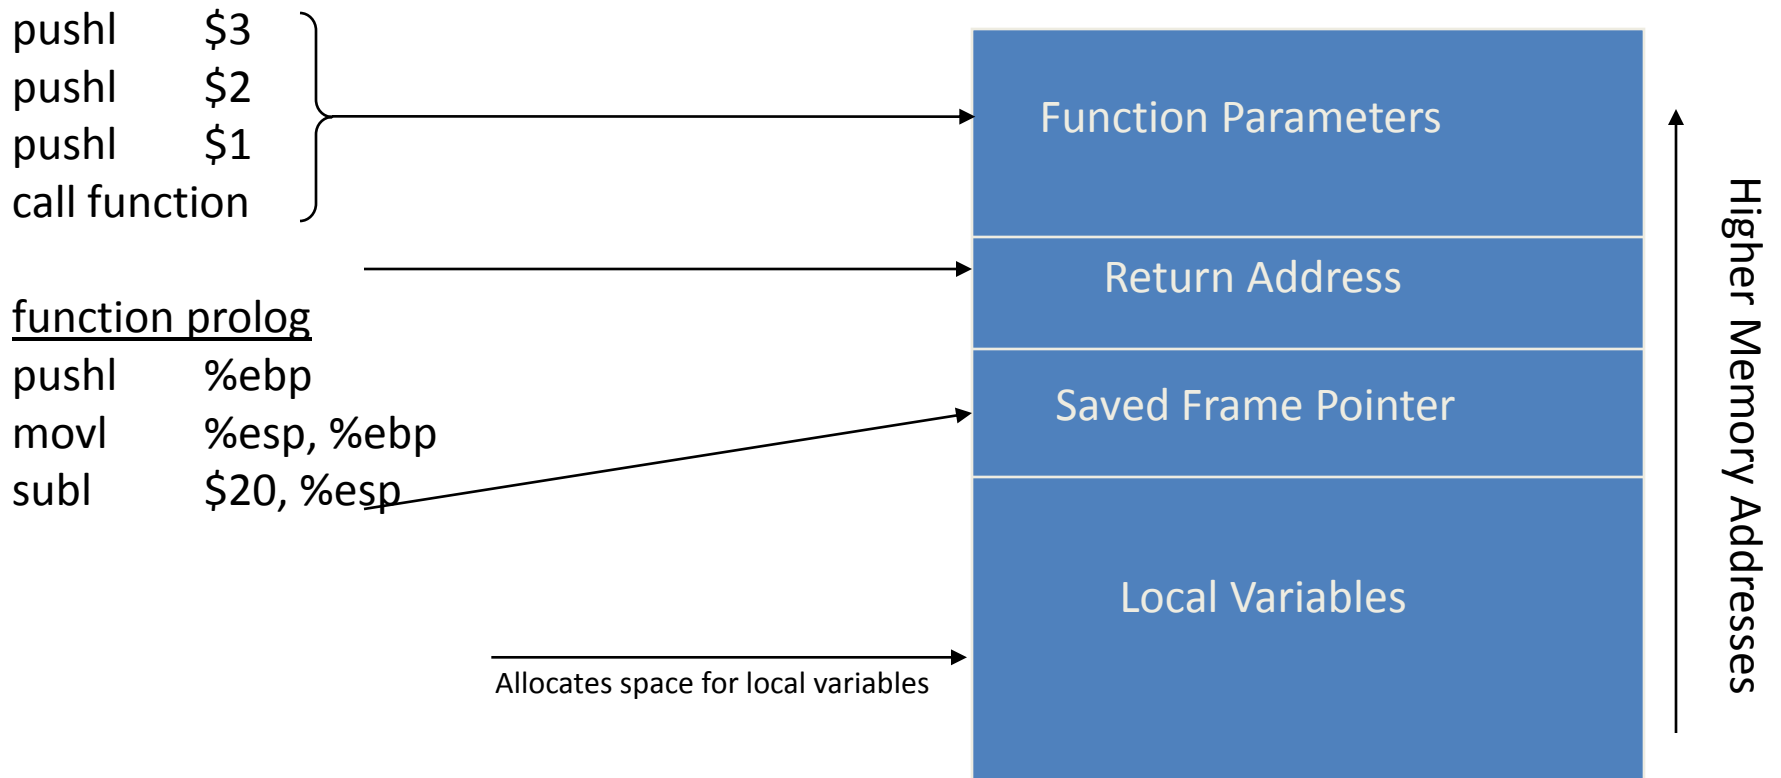 pushl $3
pushl $2
pushl $1
call function
function prolog
pushl %ebp
movl %esp, %ebp
subl $20, %esp
Allocates space for local variables
Function Parameters
Return Address
Saved Frame Pointer
Local Variables
Higher Memory Addresses